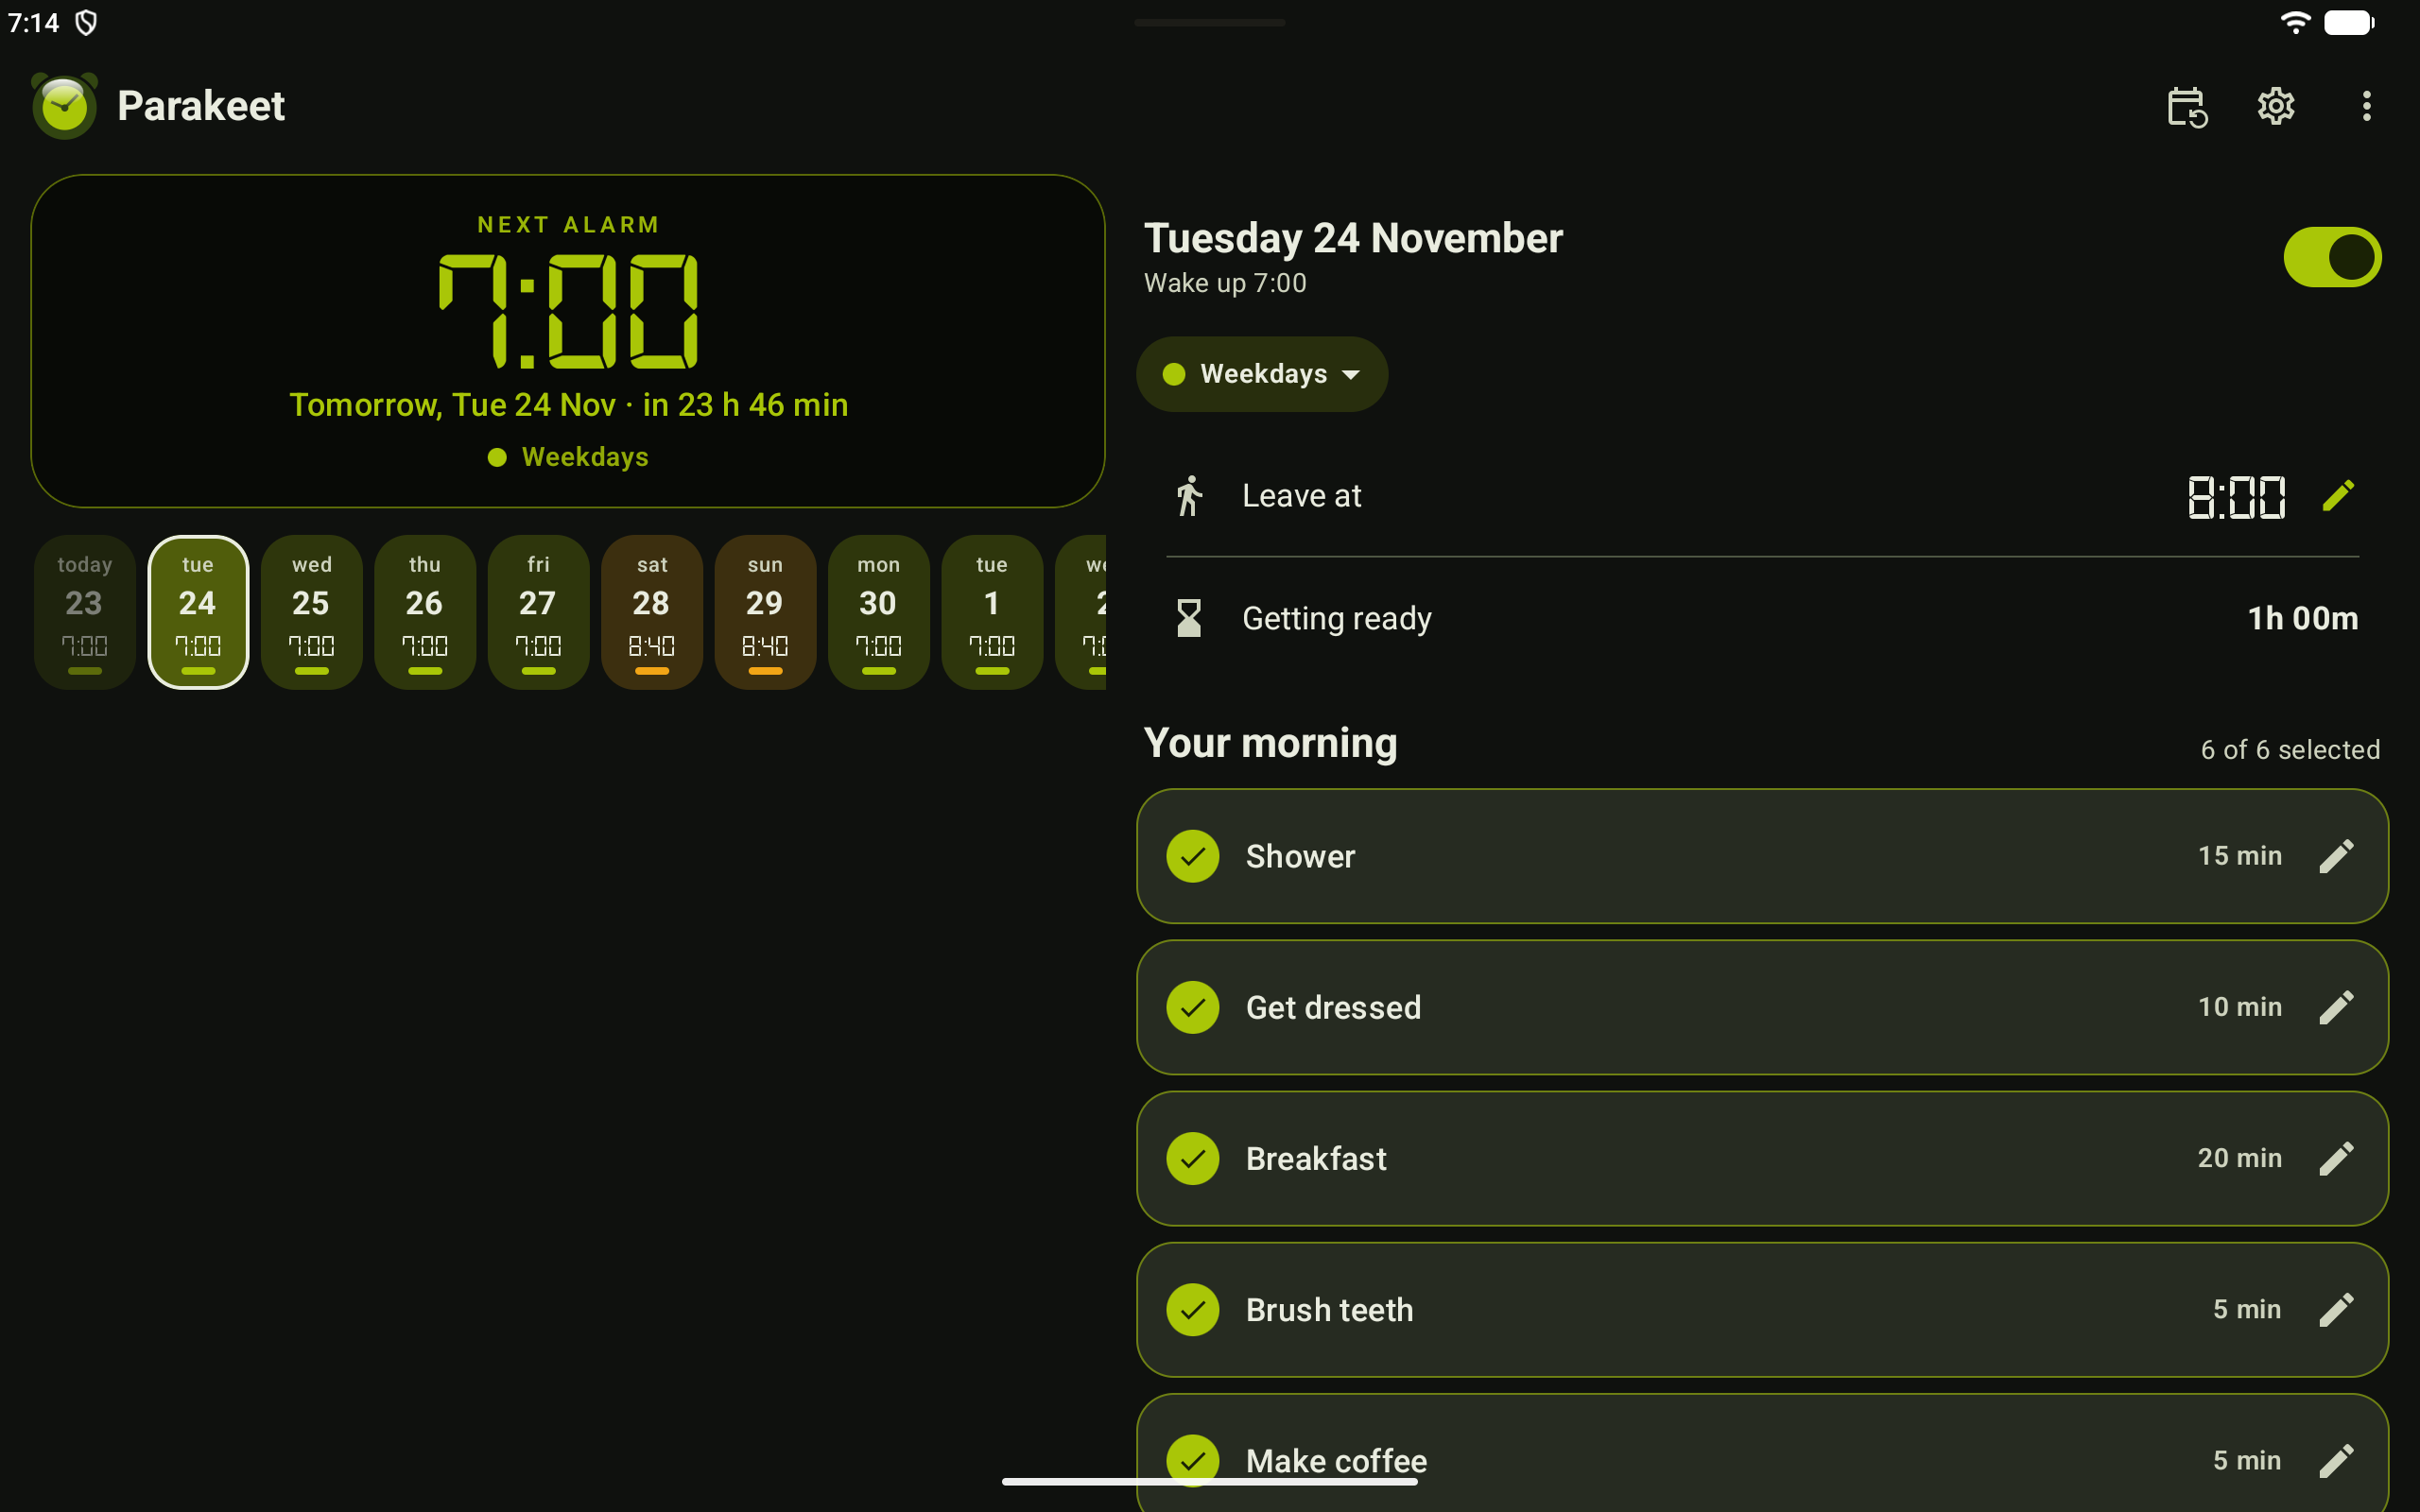 7:14
Parakeet
NEXT ALARM
7:00
Tomorrow, Tue 24 Nov · in 23 h 46 min
Weekdays
today tue wed thu fri sat sun mon tue
23 24 25 26 27 28 29 30 1
7:00 7:00 7:00 7:00 7:00 8:40 8:40 7:00 7:00
Tuesday 24 November
Wake up 7:00
Weekdays
Leave at 8:00
Getting ready 1h 00m
Your morning 6 of 6 selected
Shower 15 min
Get dressed 10 min
Breakfast 20 min
Brush teeth 5 min
Make coffee 5 min